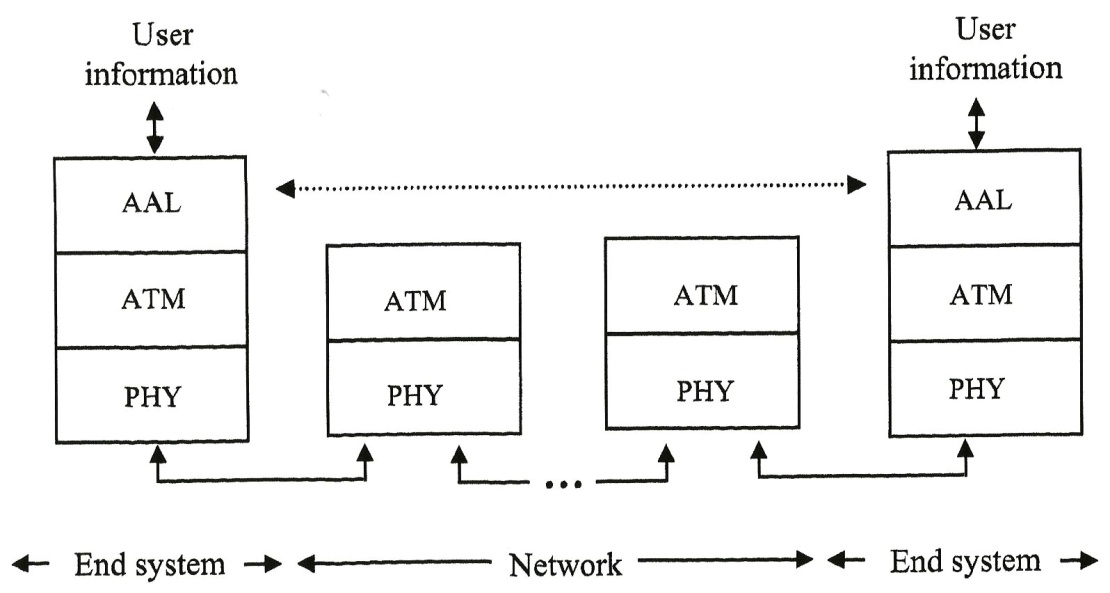 User
information
User
information
AAL
AAL
ATM
ATM
ATM
ATM
PHY
PHY
PHY
PHY
...
End system
Network
End system